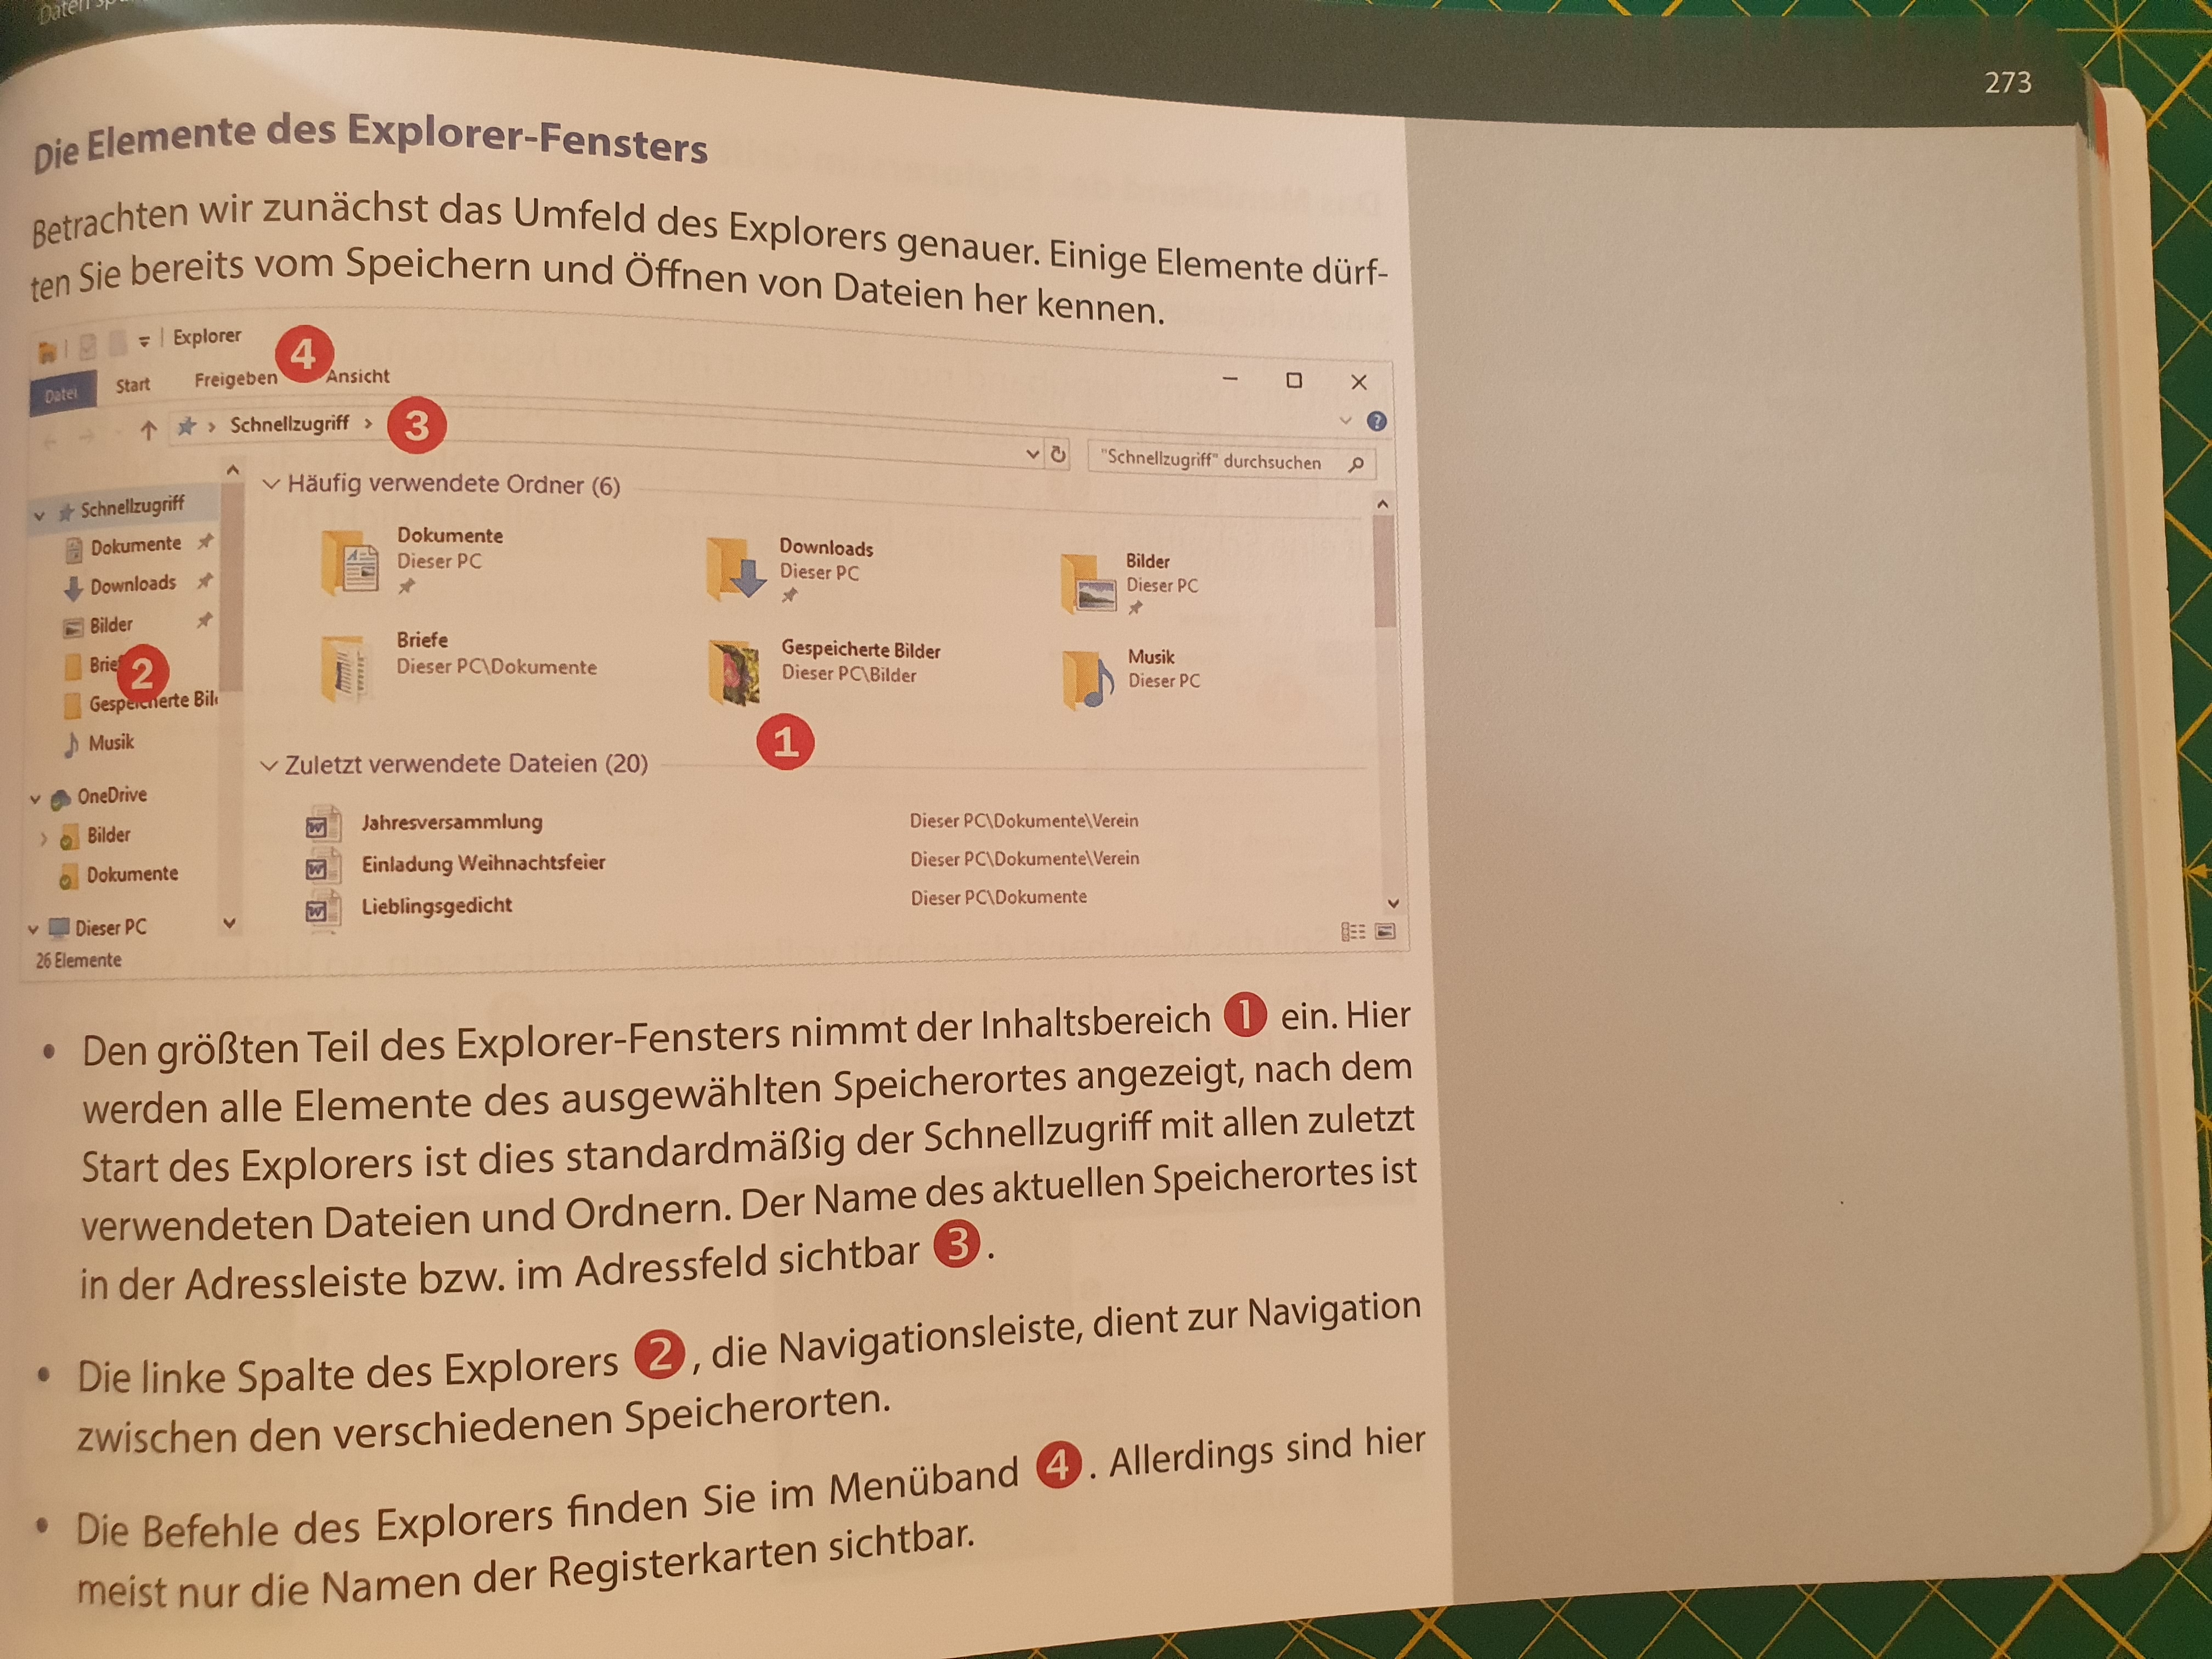 Daten
273
Die Elemente des Explorer-Fensters
Betrachten wir zunächst das Umfeld des Explorers genauer. Einige Elemente dürf-
ten Sie bereits vom Speichern und Öffnen von Dateien her kennen.
Explorer
4
Datei Start Freigeben Ansicht
Schnellzugriff
3
"Schnellzugriff" durchsuchen
Schnellzugriff
Dokumente
Downloads
Bilder
Brie
2
Gespeicherte Bil
Musik
OneDrive
Bilder
Dokumente
Dieser PC
26 Elemente
Häufig verwendete Ordner (6)
Dokumente
Dieser PC
Downloads
Dieser PC
Bilder
Dieser PC
Briefe
Dieser PC\Dokumente
Gespeicherte Bilder
Dieser PC\Bilder
Musik
Dieser PC
1
Zuletzt verwendete Dateien (20)
Jahresversammlung Dieser PC\Dokumente\Verein
Einladung Weihnachtsfeier Dieser PC\Dokumente\Verein
Lieblingsgedicht Dieser PC\Dokumente
• Den größten Teil des Explorer-Fensters nimmt der Inhaltsbereich 1 ein. Hier
werden alle Elemente des ausgewählten Speicherortes angezeigt, nach dem
Start des Explorers ist dies standardmäßig der Schnellzugriff mit allen zuletzt
verwendeten Dateien und Ordnern. Der Name des aktuellen Speicherortes ist
in der Adressleiste bzw. im Adressfeld sichtbar 3.
• Die linke Spalte des Explorers 2, die Navigationsleiste, dient zur Navigation
zwischen den verschiedenen Speicherorten.
• Die Befehle des Explorers finden Sie im Menüband 4. Allerdings sind hier
meist nur die Namen der Registerkarten sichtbar.